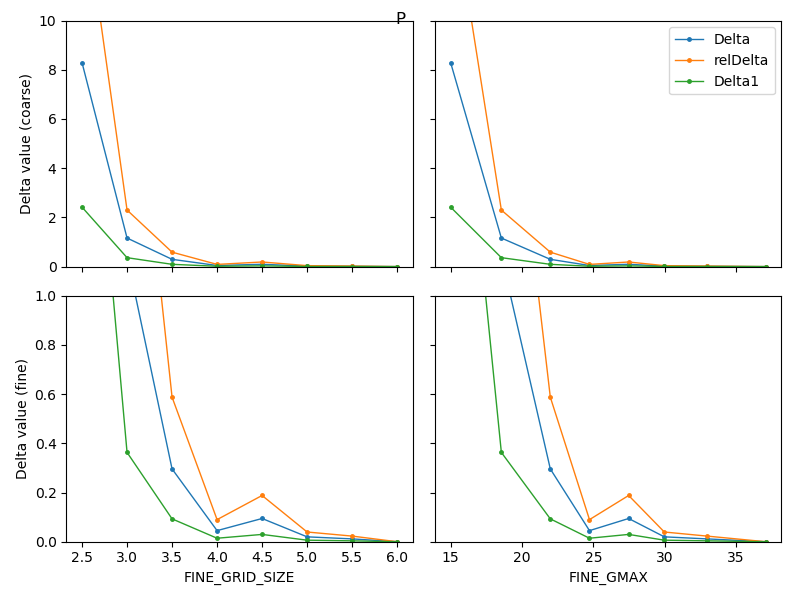 P
10
8
6
4
2
0
Delta value (coarse)
Delta
relDelta
Delta1
1.0
0.8
0.6
0.4
0.2
0.0
Delta value (fine)
2.5 3.0 3.5 4.0 4.5 5.0 5.5 6.0
FINE_GRID_SIZE
15 20 25 30 35
FINE_GMAX